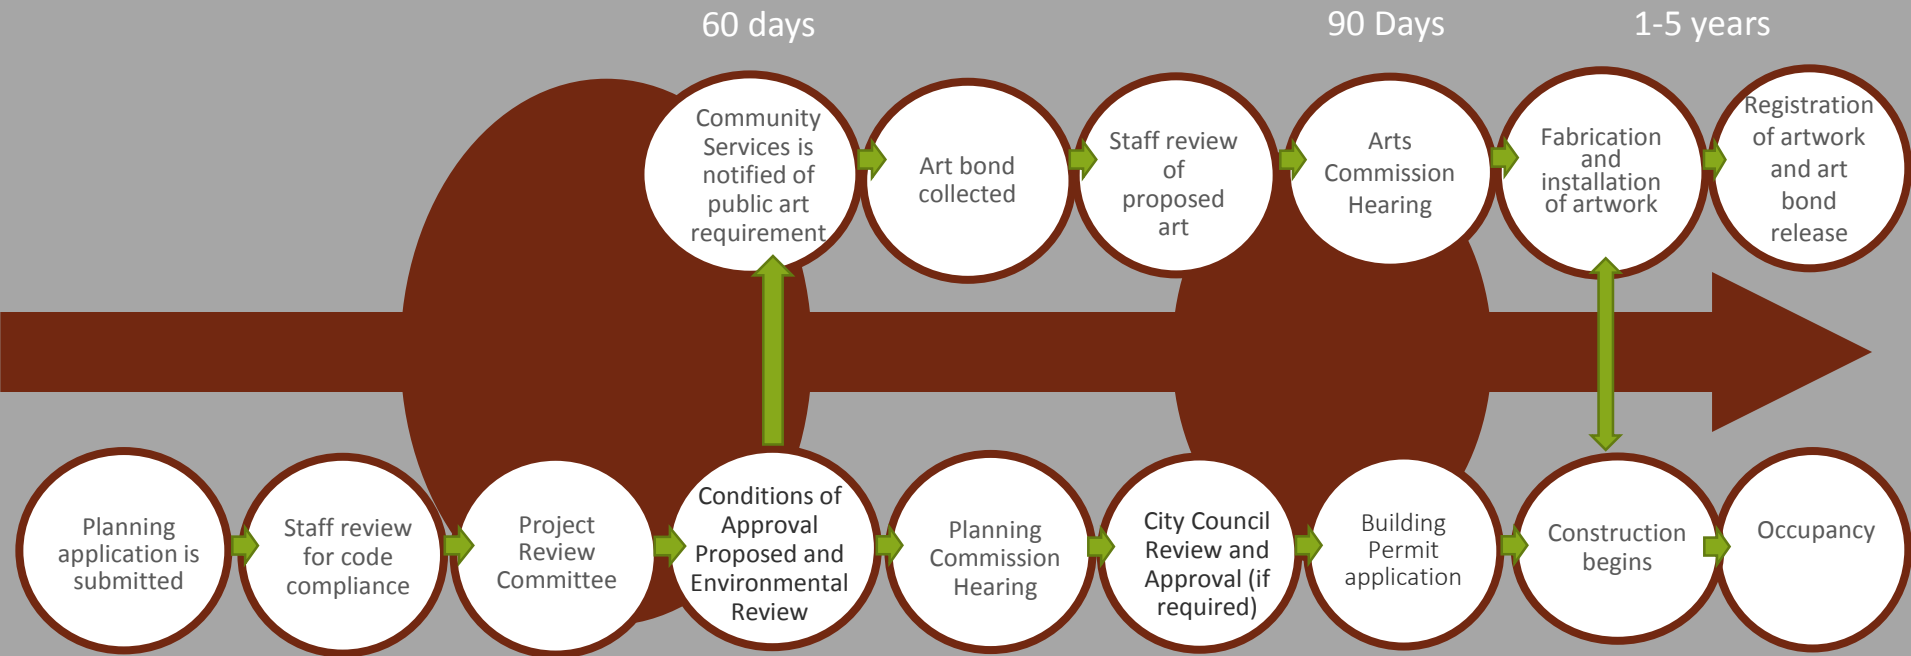 60 days
90 Days
1-5 years
Community
Services is
notified of
public art
requirement
Art bond
collected
Staff review
of
proposed
art
Arts
Commission
Hearing
Fabrication
and
installation
of artwork
Registration
of artwork
and art
bond
release
Planning
application is
submitted
Staff review
for code
compliance
Project
Review
Committee
Conditions of
Approval
Proposed and
Environmental
Review
Planning
Commission
Hearing
City Council
Review and
Approval (if
required)
Building
Permit
application
Construction
begins
Occupancy